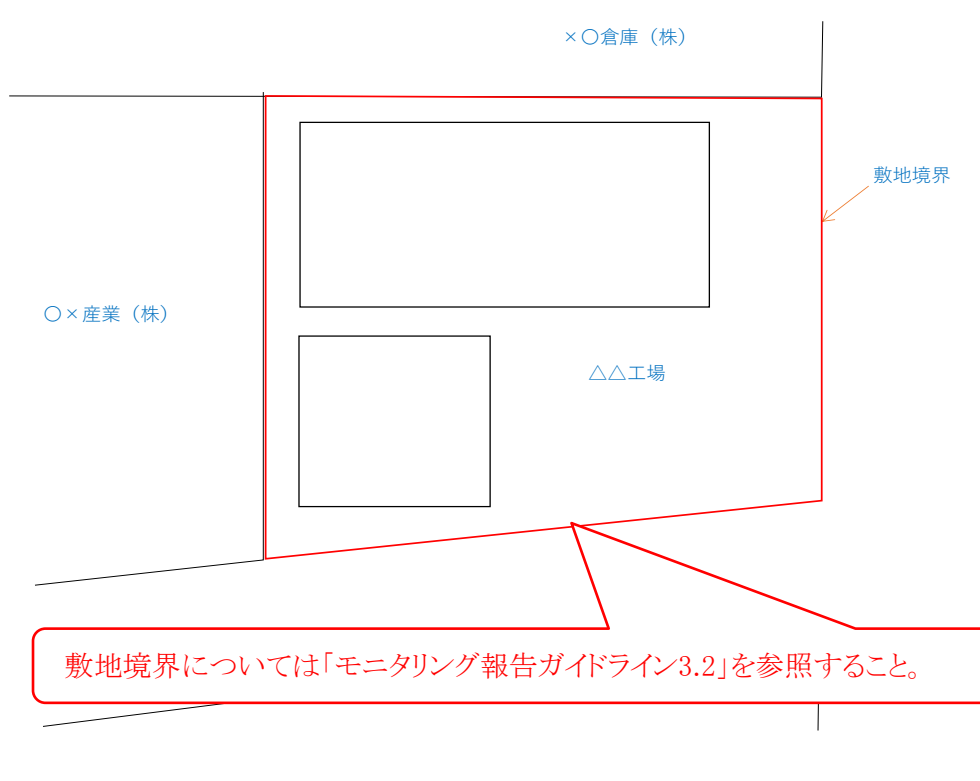 ×〇倉庫（株）
敷地境界
〇×産業（株）
△△工場
敷地境界については「モニタリング報告ガイドライン3.2」を参照すること。